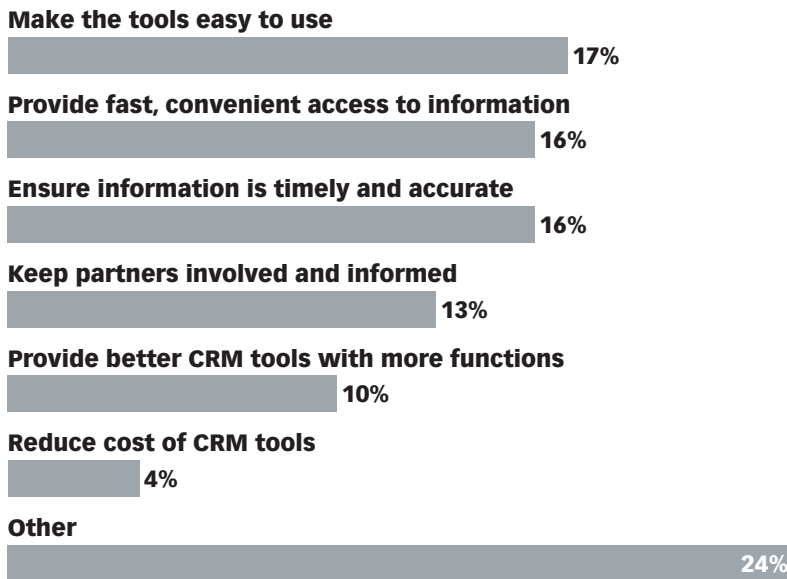 Make the tools easy to use
17%
Provide fast, convenient access to information
16%
Ensure information is timely and accurate
16%
Keep partners involved and informed
13%
Provide better CRM tools with more functions
10%
Reduce cost of CRM tools
4%
Other
24%